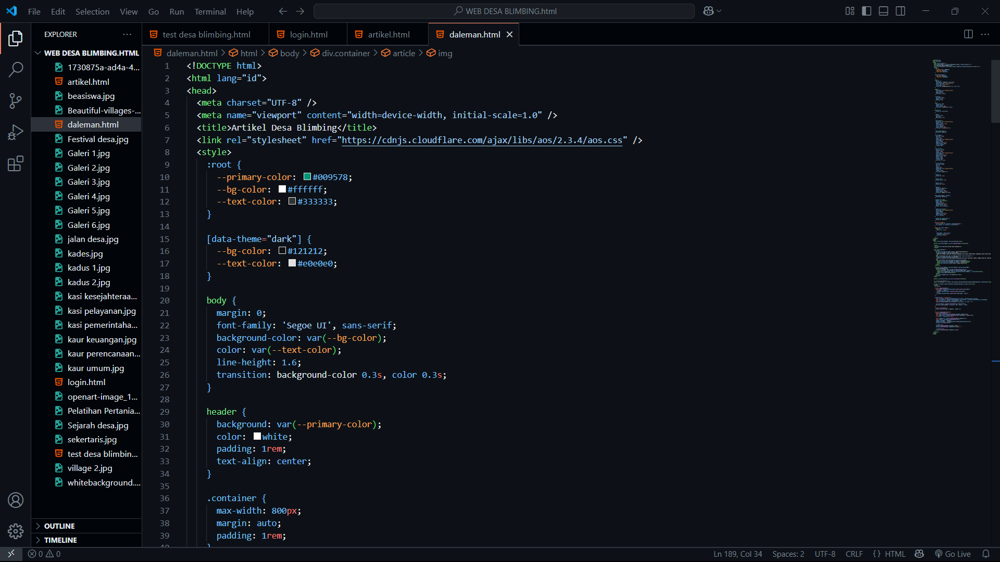 File Edit Selection View Go Run Terminal Help
WEB DESA BLIMBING.html
EXPLORER
test desa blimbing.html
login.html
artikel.html
daleman.html
WEB DESA BLIMBING.HTML
1730875a-ad4a-4...
artikel.html
beasiswa.jpg
Beautiful-villages-...
daleman.html
Festival desa.jpg
Galeri 1.jpg
Galeri 2.jpg
Galeri 3.jpg
Galeri 4.jpg
Galeri 5.jpg
Galeri 6.jpg
jalan desa.jpg
kades.jpg
kadus 1.jpg
kadus 2.jpg
kasi kesejahteraa...
kasi pelayanan.jpg
kasi pemerintaha...
kaur keuangan.jpg
kaur perencanaan...
kaur umum.jpg
login.html
openart-image_1...
Pelatihan Pertania...
Sejarah desa.jpg
sekertaris.jpg
test desa blimbin...
village 2.jpg
whitebackground....
OUTLINE
TIMELINE
daleman.html > html > body > div.container > article > img
1 <!DOCTYPE html>
2 <html lang="id">
3 <head>
4 <meta charset="UTF-8" />
5 <meta name="viewport" content="width=device-width, initial-scale=1.0" />
6 <title>Artikel Desa Blimbing</title>
7 <link rel="stylesheet" href="https://cdnjs.cloudflare.com/ajax/libs/aos/2.3.4/aos.css" />
8 <style>
9 :root {
10 --primary-color: #009578;
11 --bg-color: #ffffff;
12 --text-color: #333333;
13 }
14
15 [data-theme="dark"] {
16 --bg-color: #121212;
17 --text-color: #e0e0e0;
18 }
19
20 body {
21 margin: 0;
22 font-family: 'Segoe UI', sans-serif;
23 background-color: var(--bg-color);
24 color: var(--text-color);
25 line-height: 1.6;
26 transition: background-color 0.3s, color 0.3s;
27 }
28
29 header {
30 background: var(--primary-color);
31 color: white;
32 padding: 1rem;
33 text-align: center;
34 }
35
36 .container {
37 max-width: 800px;
38 margin: auto;
39 padding: 1rem;
40 }
0 0
Ln 189, Col 34 Spaces: 2 UTF-8 CRLF {} HTML Go Live